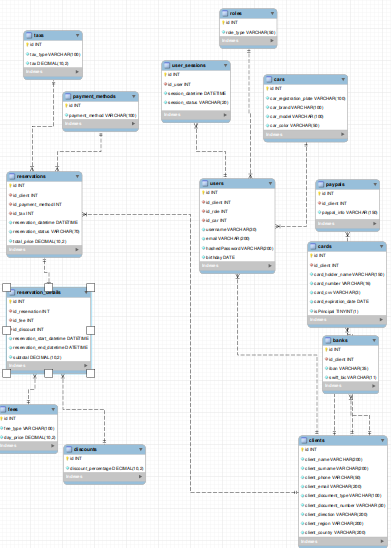 roles
id INT
role_type VARCHAR(50)
Indexes
taxs
id INT
tax_type VARCHAR(100)
tax DECIMAL(10,2)
Indexes
user_sessions
id INT
id_user INT
session_datetime DATETIME
session_status VARCHAR(20)
Indexes
cars
id INT
car_registration_plate VARCHAR(100)
car_brand VARCHAR(100)
car_model VARCHAR(100)
car_color VARCHAR(50)
Indexes
payment_methods
id INT
payment_method VARCHAR(100)
Indexes
reservations
id INT
id_client INT
id_payment_method INT
id_tax INT
reservation_datetime DATETIME
reservation_status VARCHAR(70)
total_price DECIMAL(10,2)
Indexes
users
id INT
id_client INT
id_role INT
id_car INT
username VARCHAR(20)
email VARCHAR(200)
hashedPassword VARCHAR(200)
birthday DATE
Indexes
paypals
id INT
id_client INT
paypal_info VARCHAR(150)
Indexes
cards
id INT
id_client INT
card_holder_name VARCHAR(150)
card_number VARCHAR(16)
card_cvv VARCHAR(3)
card_expiration_date VARCHAR
isPrincipal TINYINT(1)
Indexes
reservation_details
id INT
id_reservation INT
id_fee INT
id_discount INT
reservation_start_datetime DATETIME
reservation_end_datetime DATETIME
subtotal DECIMAL(10,2)
Indexes
banks
id INT
id_client INT
iban VARCHAR(35)
swift_bic VARCHAR(11)
Indexes
fees
id INT
fee_type VARCHAR(100)
day_price DECIMAL(10,2)
Indexes
discounts
id INT
discount_percentage DECIMAL(10,2)
Indexes
clients
id INT
client_name VARCHAR(200)
client_surname VARCHAR(200)
client_phone VARCHAR(50)
client_email VARCHAR(200)
client_document_type VARCHAR(100)
client_document_number VARCHAR(30)
client_direction VARCHAR(200)
client_region VARCHAR(200)
client_country VARCHAR(200)
Indexes